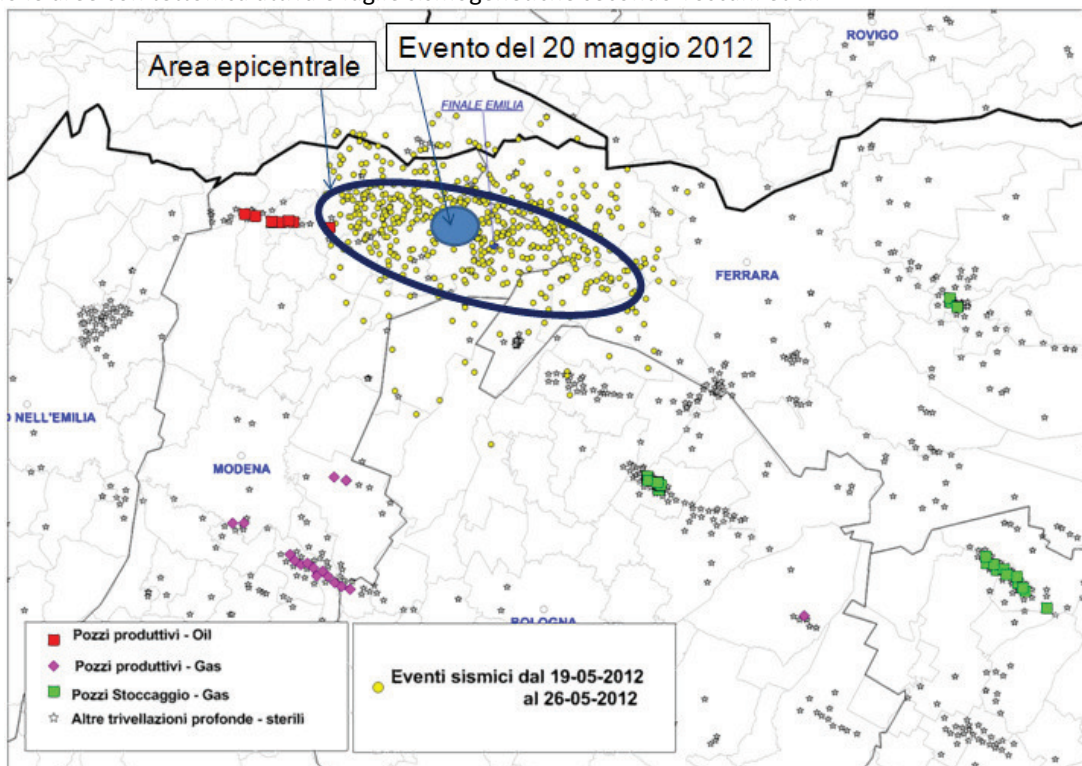 ROVIGO
Evento del 20 maggio 2012
Area epicentrale
FINALE EMILIA
FERRARA
O NELL'EMILIA
MODENA
BOLOGNA
Pozzi produttivi - Oil
Pozzi produttivi - Gas
Pozzi Stoccaggio - Gas
Altre trivellazioni profonde - sterili
Eventi sismici dal 19-05-2012
al 26-05-2012